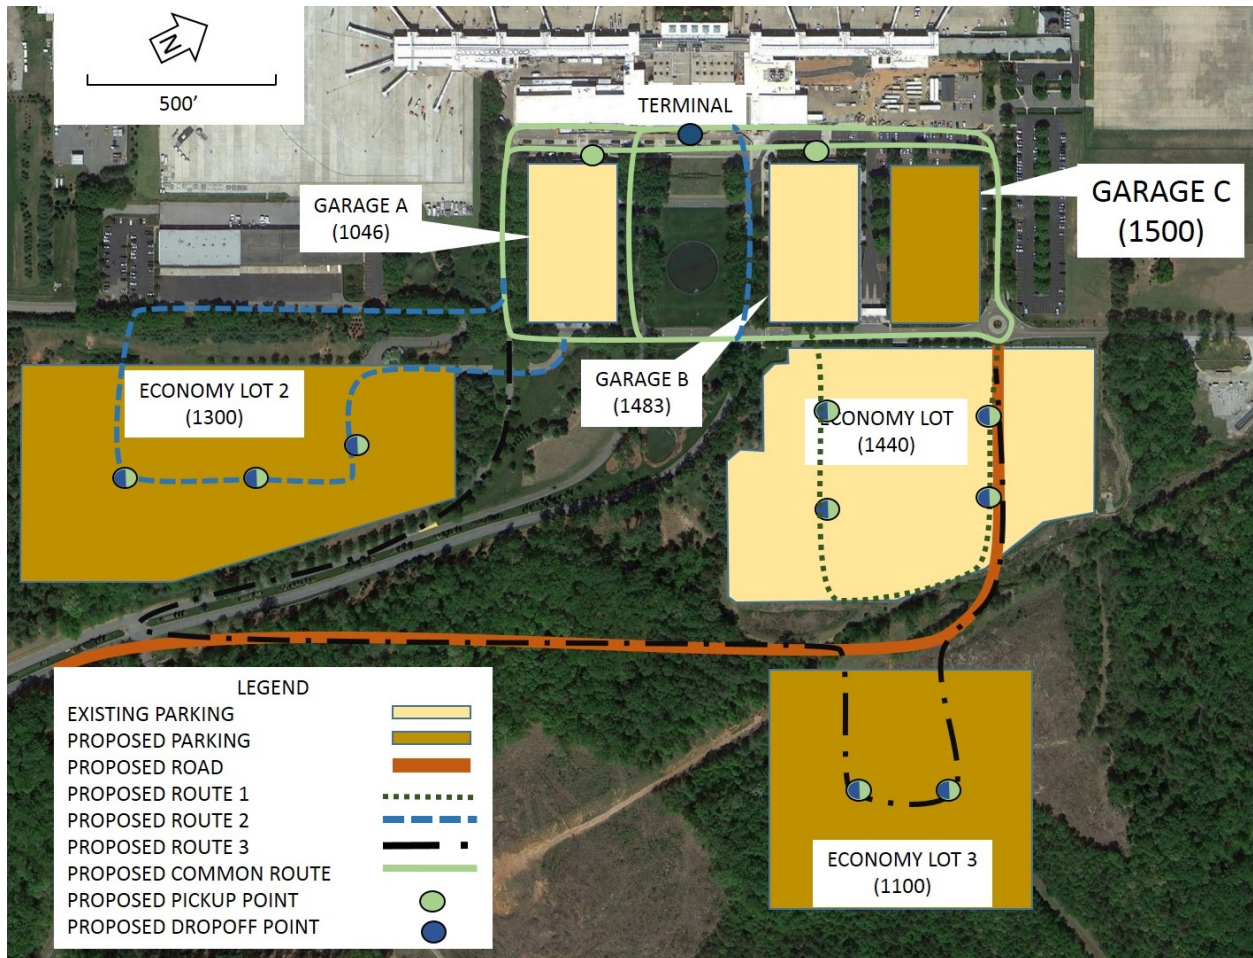 N
500’
TERMINAL
GARAGE A
(1046)
GARAGE C
(1500)
GARAGE B
(1483)
ECONOMY LOT 2
(1300)
ECONOMY LOT
(1440)
ECONOMY LOT 3
(1100)
LEGEND
EXISTING PARKING
PROPOSED PARKING
PROPOSED ROAD
PROPOSED ROUTE 1
PROPOSED ROUTE 2
PROPOSED ROUTE 3
PROPOSED COMMON ROUTE
PROPOSED PICKUP POINT
PROPOSED DROPOFF POINT